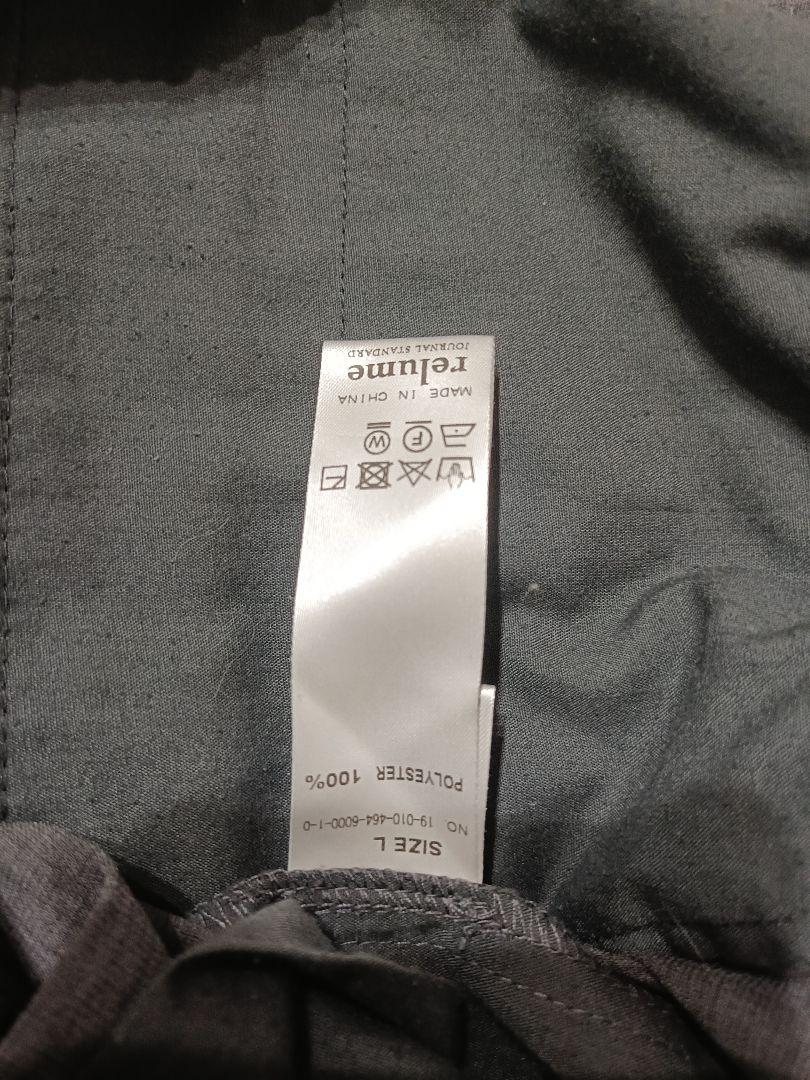 SIZE L
NO. 19-010-464-6000-1-0
POLYESTER 100%
MADE IN CHINA
relume
JOURNAL STANDARD